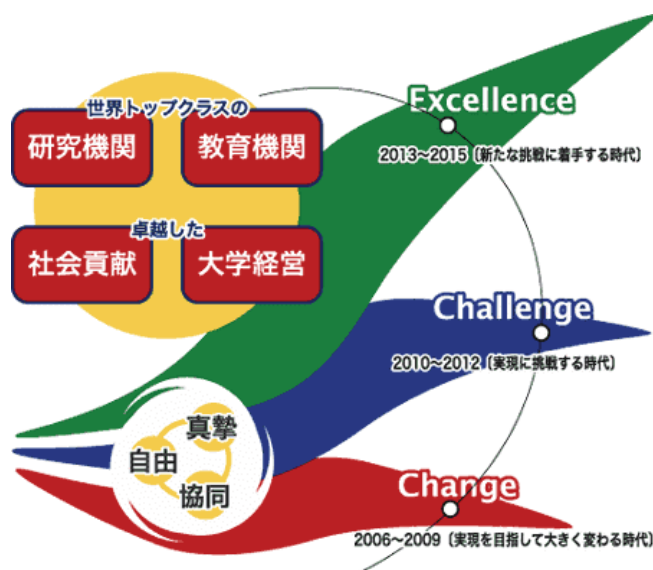 世界トップクラスの
研究機関
教育機関
卓越した
社会貢献
大学経営
Excellence
2013~2015〔新たな挑戦に着手する時代〕
Challenge
2010~2012〔実現に挑戦する時代〕
真摯
自由
協同
Change
2006~2009〔実現を目指して大きく変わる時代〕